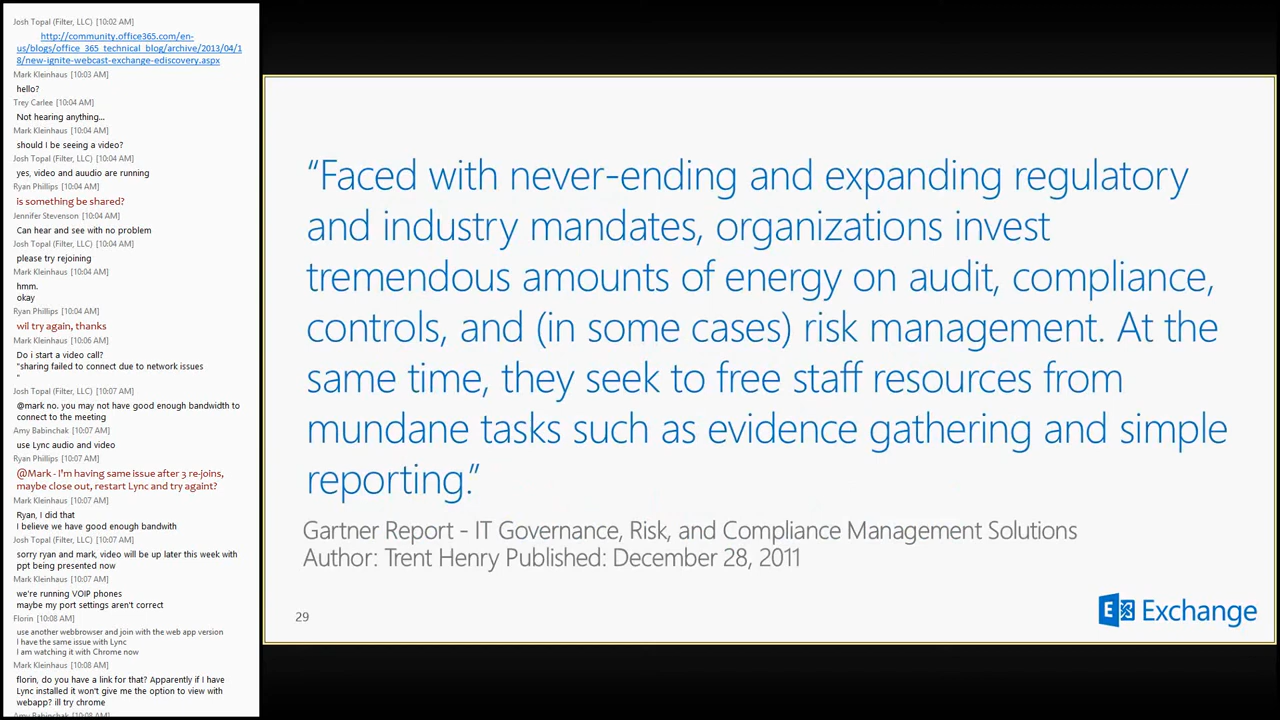 Josh Topal (Filter, LLC) [10:02 AM]
http://community.office365.com/en-
us/blogs/office_365_technical_blog/archive/2013/04/1
8/new-ignite-webcast-exchange-ediscovery.aspx
Mark Kleinhaus [10:03 AM]
hello?
Trey Carlee [10:04 AM]
Not hearing anything...
Mark Kleinhaus [10:04 AM]
should I be seeing a video?
Josh Topal (Filter, LLC) [10:04 AM]
yes, video and auudio are running
Ryan Phillips [10:04 AM]
is something be shared?
Jennifer Stevenson [10:04 AM]
Can hear and see with no problem
Josh Topal (Filter, LLC) [10:04 AM]
please try rejoining
Mark Kleinhaus [10:04 AM]
hmm.
okay
Ryan Phillips [10:04 AM]
wil try again, thanks
Mark Kleinhaus [10:06 AM]
Do i start a video call?
"sharing failed to connect due to network issues
"
Josh Topal (Filter, LLC) [10:07 AM]
@mark no. you may not have good enough bandwidth to
connect to the meeting
Amy Babinchak [10:07 AM]
use Lync audio and video
Ryan Phillips [10:07 AM]
@Mark - I'm having same issue after 3 re-joins,
maybe close out, restart Lync and try againt?
Mark Kleinhaus [10:07 AM]
Ryan, I did that
I believe we have good enough bandwith
Josh Topal (Filter, LLC) [10:07 AM]
sorry ryan and mark, video will be up later this week with
ppt being presented now
Mark Kleinhaus [10:07 AM]
we're running VOIP phones
maybe my port settings aren't correct
Florin [10:08 AM]
use another webbrowser and join with the web app version
I have the same issue with Lync
I am watching it with Chrome now
Mark Kleinhaus [10:08 AM]
florin, do you have a link for that? Apparently if I have
Lync installed it won't give me the option to view with
webapp? ill try chrome
Amy Babinchak [10:08 AM]
“Faced with never-ending and expanding regulatory
and industry mandates, organizations invest
tremendous amounts of energy on audit, compliance,
controls, and (in some cases) risk management. At the
same time, they seek to free staff resources from
mundane tasks such as evidence gathering and simple
reporting.”
Gartner Report - IT Governance, Risk, and Compliance Management Solutions
Author: Trent Henry Published: December 28, 2011
29
Exchange